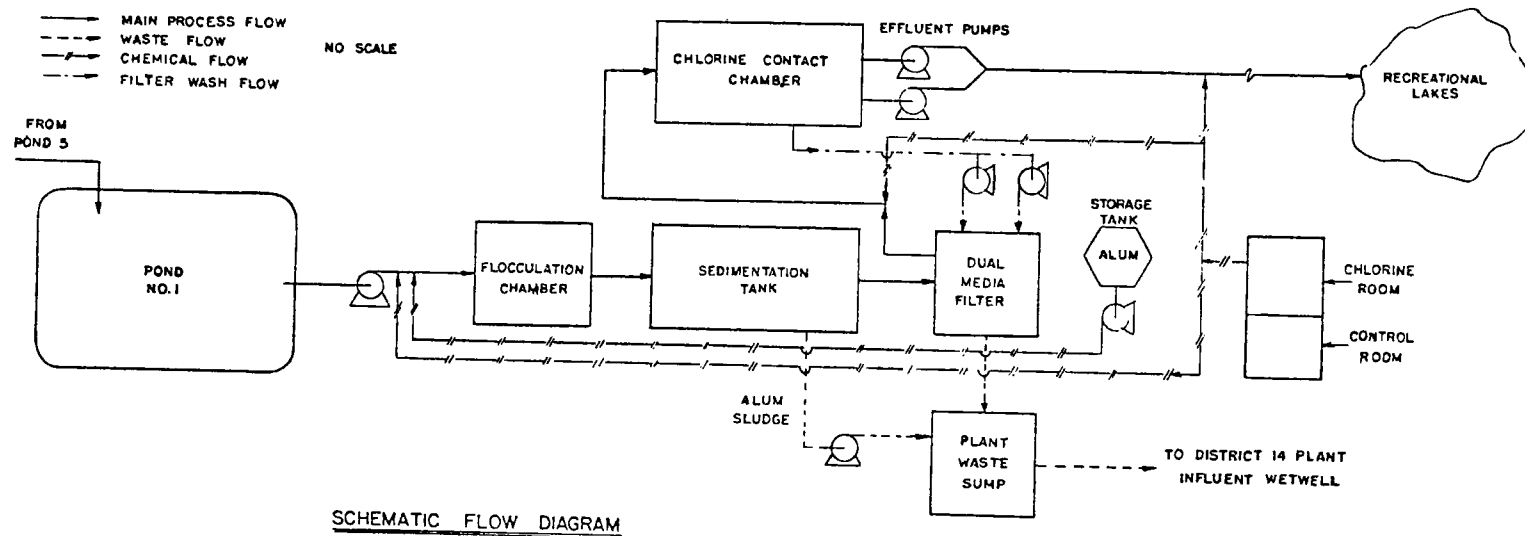 MAIN PROCESS FLOW
WASTE FLOW
CHEMICAL FLOW
FILTER WASH FLOW
NO SCALE
EFFLUENT PUMPS
CHLORINE CONTACT
CHAMBER
RECREATIONAL
LAKES
FROM
POND 5
POND
NO. 1
FLOCCULATION
CHAMBER
SEDIMENTATION
TANK
DUAL
MEDIA
FILTER
STORAGE
TANK
ALUM
CHLORINE
ROOM
CONTROL
ROOM
ALUM
SLUDGE
PLANT
WASTE
SUMP
TO DISTRICT 14 PLANT
INFLUENT WETWELL
SCHEMATIC FLOW DIAGRAM